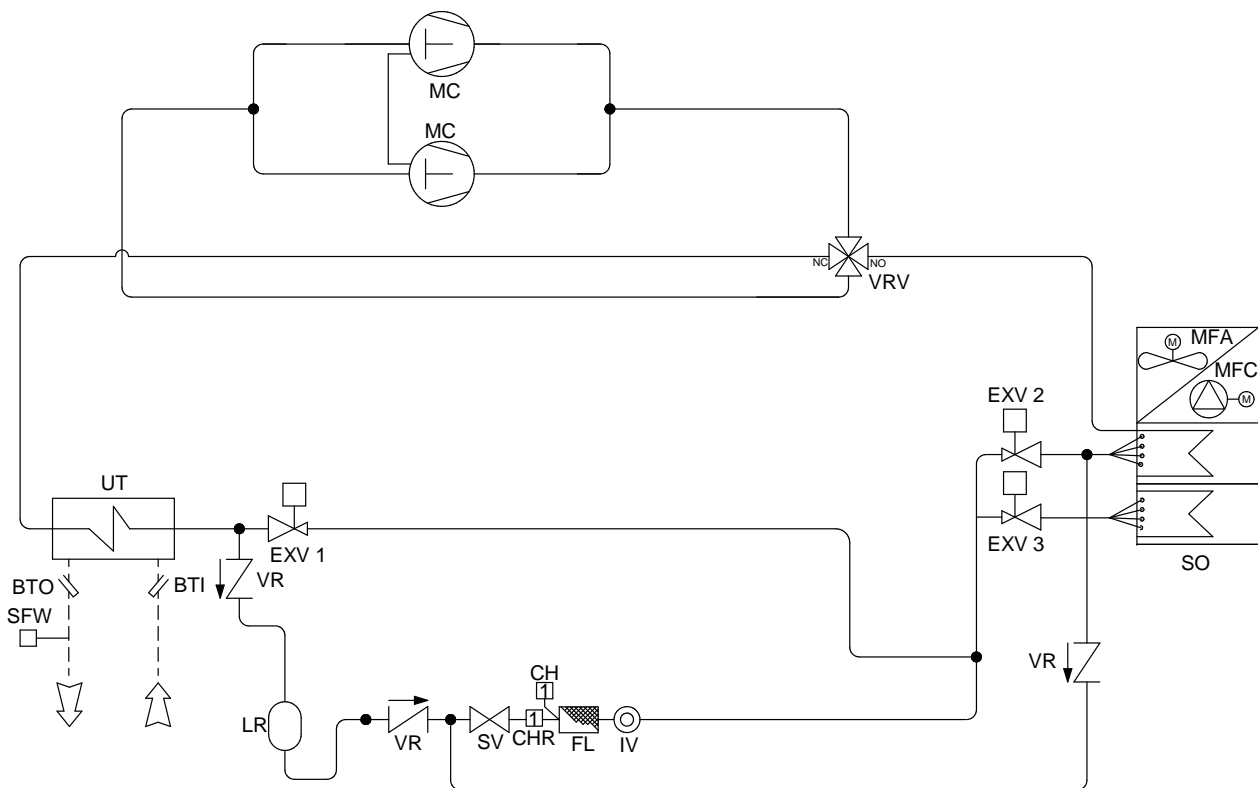 MC
MC
NC
NO
VRV
M
MFA
MFC
M
EXV 2
UT
EXV 3
EXV 1
SO
BTO
BTI
VR
SFW
VR
CH
1
LR
1
VR
SV
CHR
FL
IV